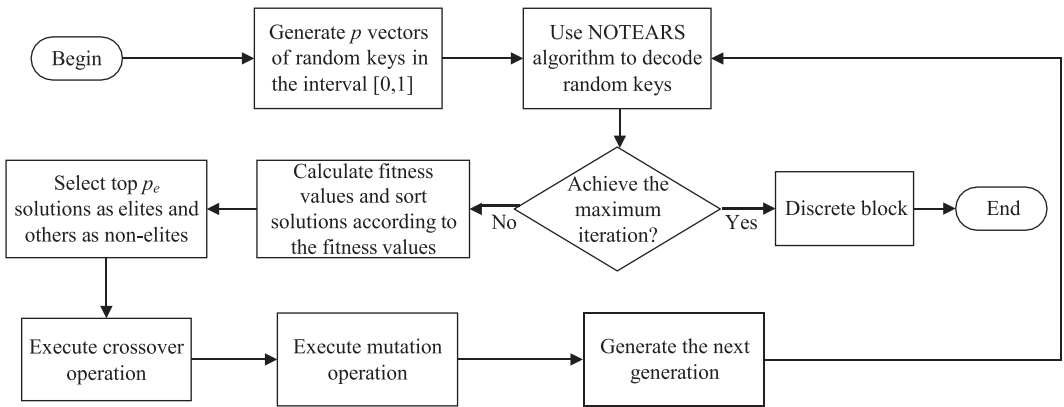 Begin
Generate p vectors
of random keys in
the interval [0,1]
Use NOTEARS
algorithm to decode
random keys
Select top pₑ
solutions as elites and
others as non-elites
Calculate fitness
values and sort
solutions according to
the fitness values
No
Achieve the
maximum
iteration?
Yes
Discrete block
End
Execute crossover
operation
Execute mutation
operation
Generate the next
generation